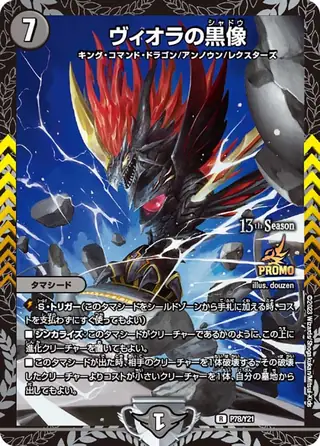 7
シャドウ
ヴィオラの黒像
キング・コマンド・ドラゴン/アンノウン/レクスターズ
13th Season
PROMO
illus. douzen
タマシード
S・トリガー(このタマシードをシールドゾーンから手札に加える時、コス
トを支払わずにすぐ使ってもよい)
■シンカライズ:このタマシードがクリーチャーであるかのように、この上に
進化クリーチャーを置いてもよい。
■このタマシードが出た時、相手のクリーチャーを1体破壊する。その破壊
したクリーチャーよりコストが小さいクリーチャーを1体、自分の墓地から
出してもよい。
R P78/Y21